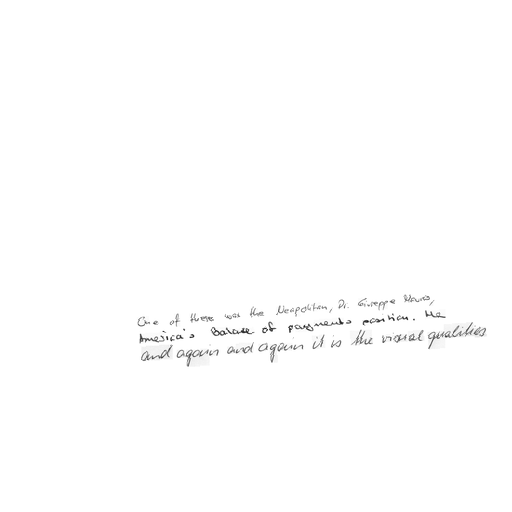 One of these was the Neapolitan, Dr. Giuseppe Mauro,
America's Balance of payments position. He
and again and again it is the visual qualities